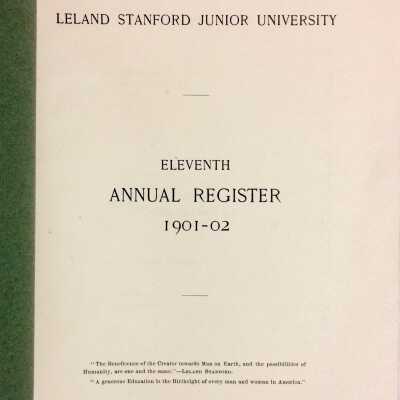 LELAND STANFORD JUNIOR UNIVERSITY
ELEVENTH
ANNUAL REGISTER
1901-02
"The Beneficence of the Creator towards Man on Earth, and the possibilities of
Humanity, are one and the same."—LELAND STANFORD.
"A generous Education is the Birthright of every man and woman in America."